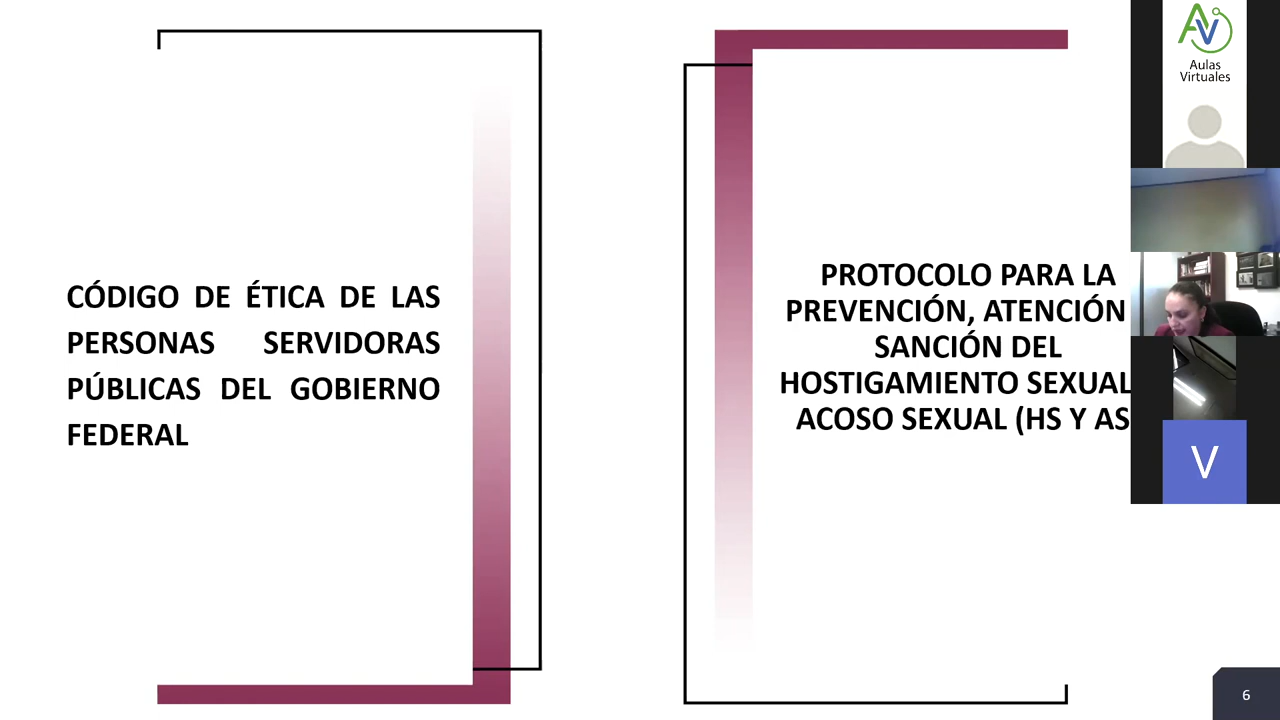 CÓDIGO DE ÉTICA DE LAS
PERSONAS SERVIDORAS
PÚBLICAS DEL GOBIERNO
FEDERAL
PROTOCOLO PARA LA
PREVENCIÓN, ATENCIÓN
SANCIÓN DEL
HOSTIGAMIENTO SEXUAL
ACOSO SEXUAL (HS Y AS
AV
Aulas
Virtuales
V
6